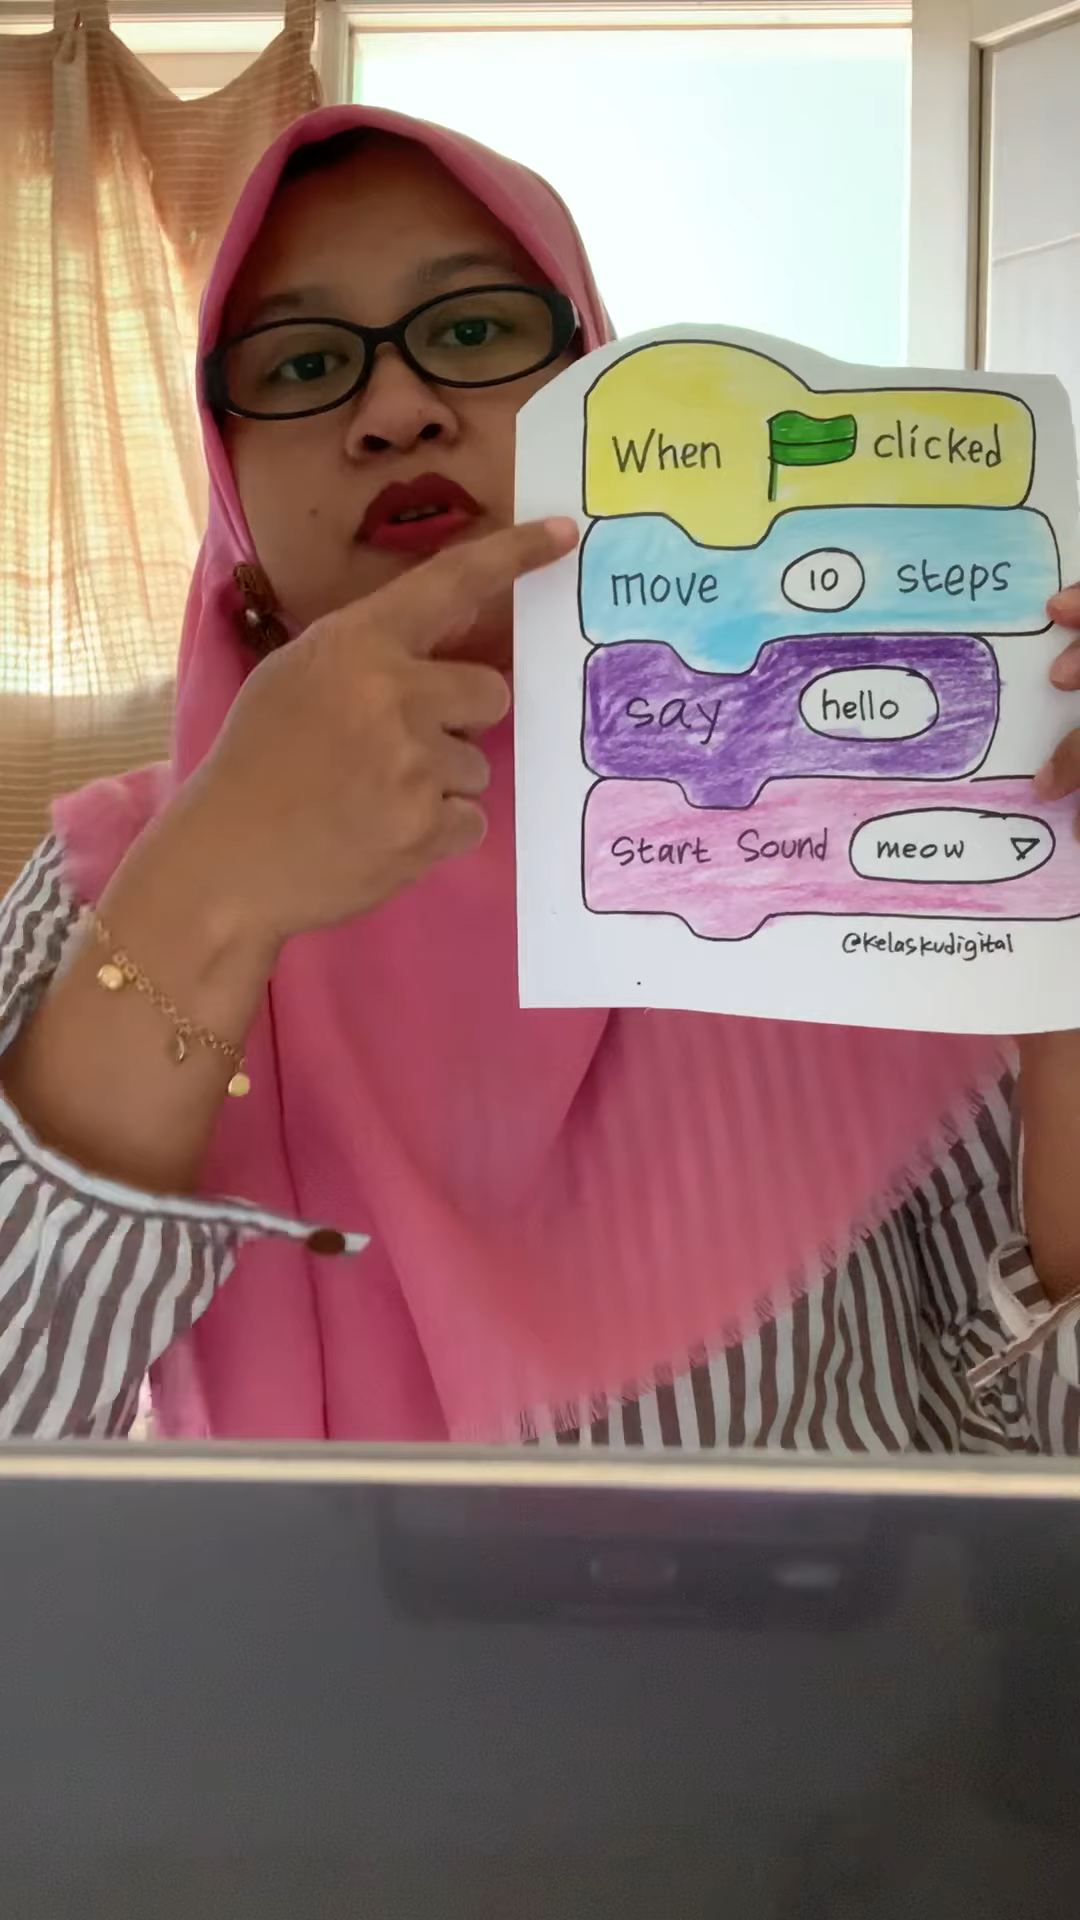 When clicked
move 10 steps
say hello
Start Sound meow
@kelaskudigital